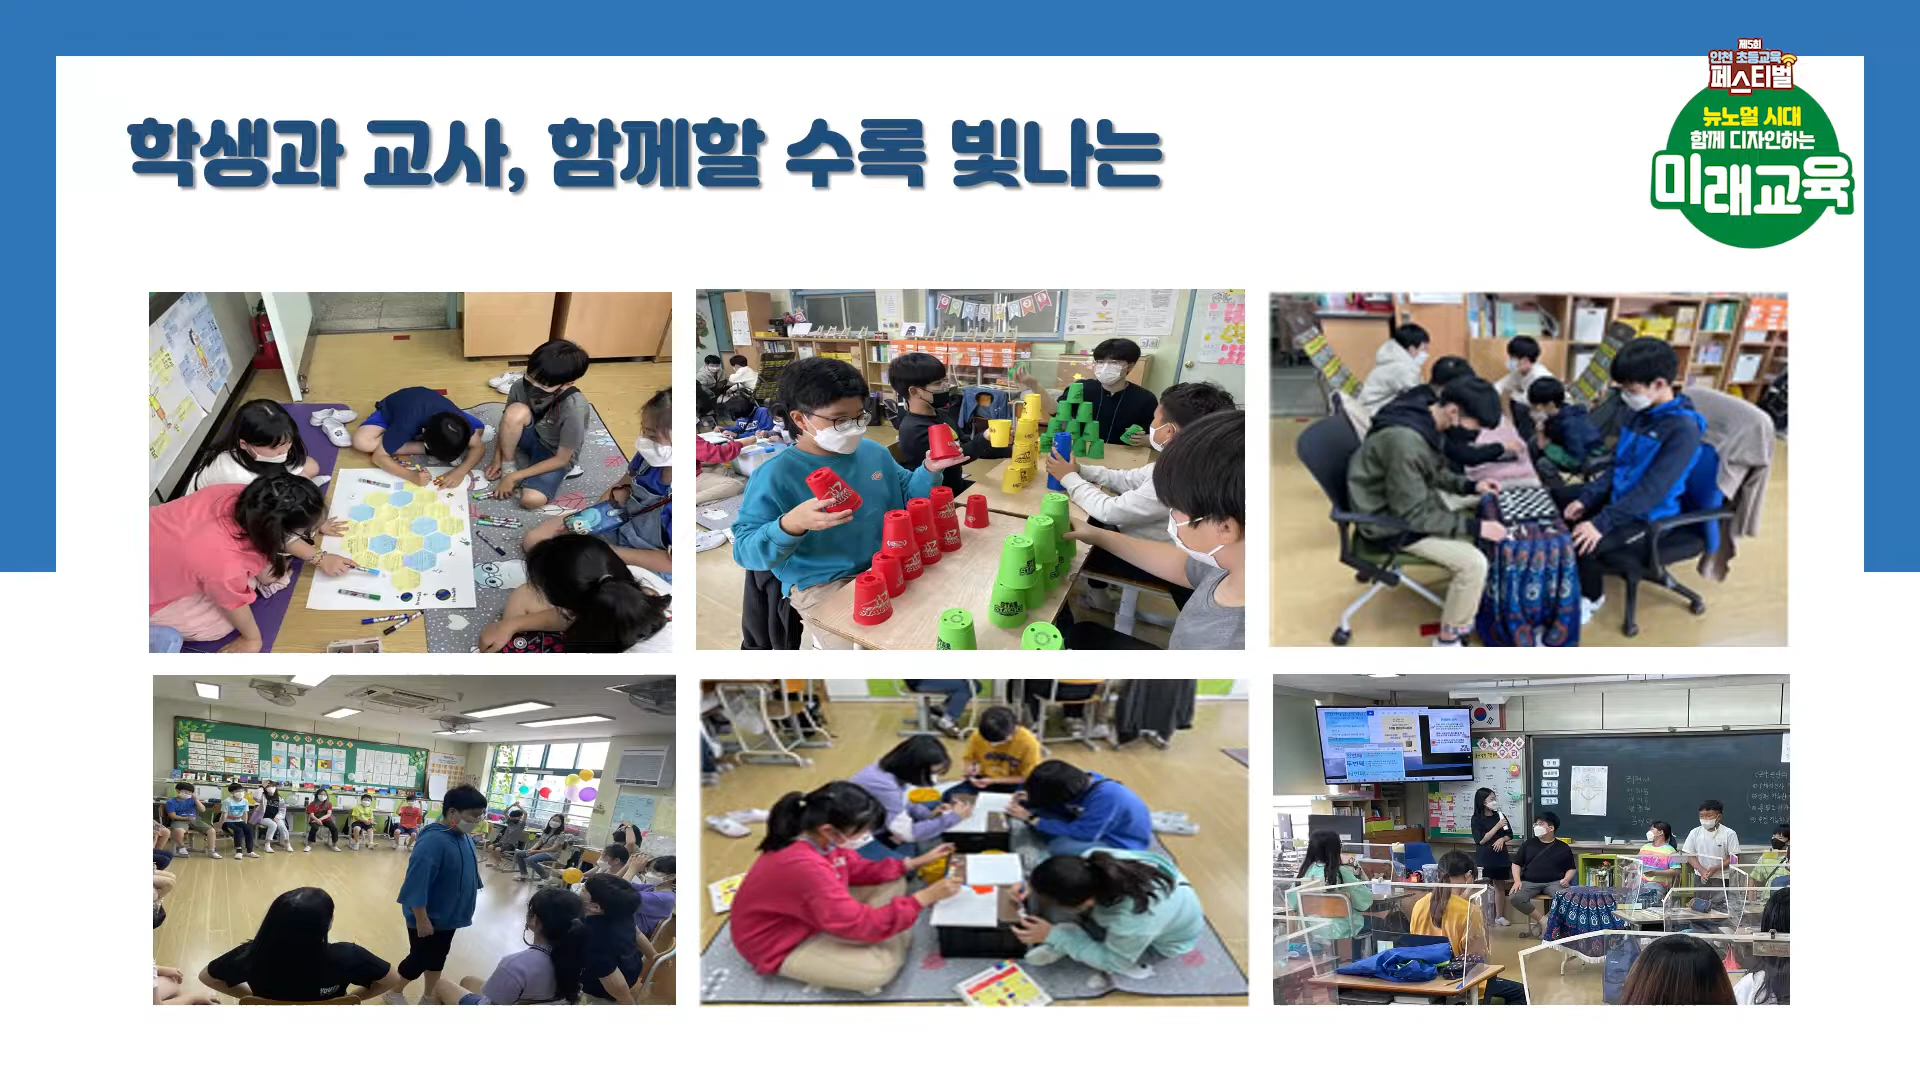 학생과 교사, 함께할 수록 빛나는
제5회
인천 초등교육
페스티벌
뉴노멀 시대
함께 디자인하는
미래교육